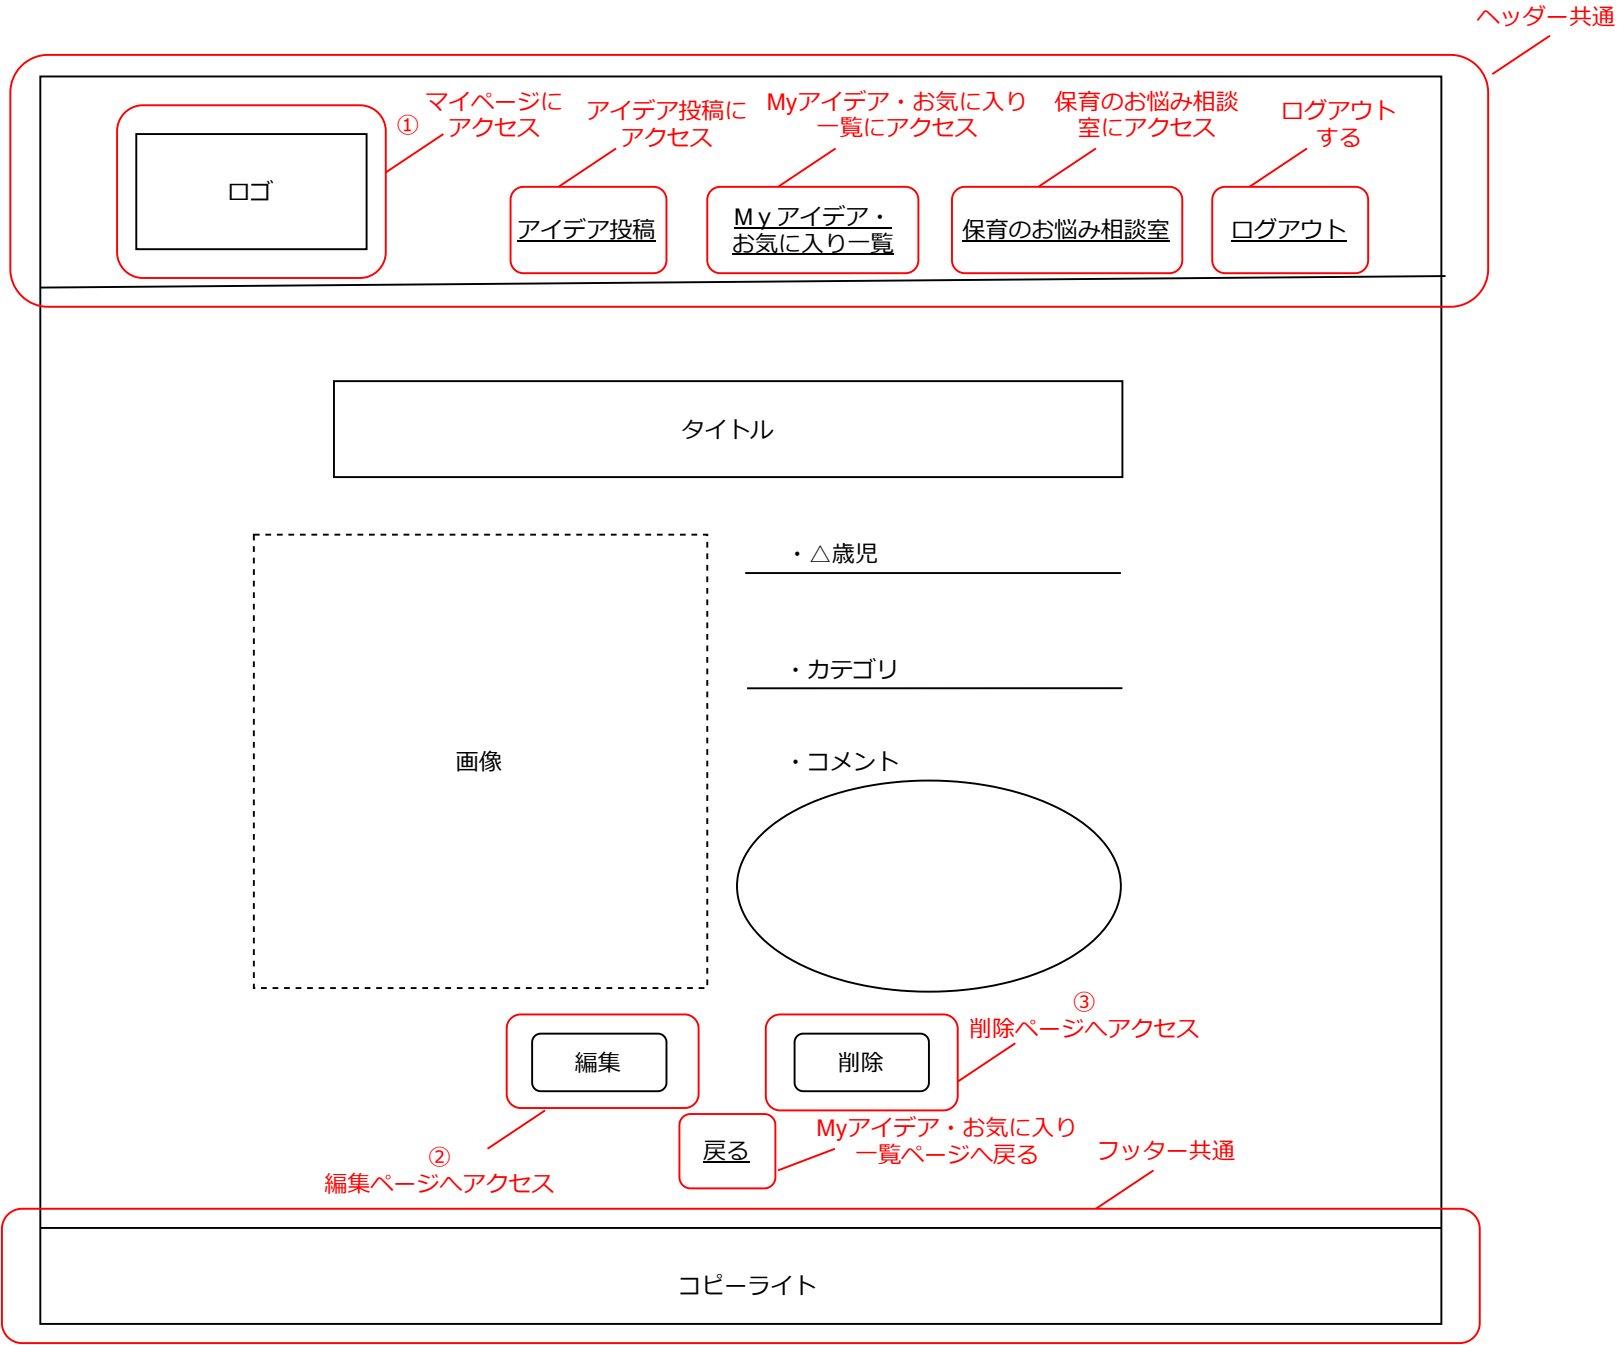 ヘッダー共通
①
マイページに
アクセス
アイデア投稿に
アクセス
Myアイデア・お気に入り
一覧にアクセス
保育のお悩み相談
室にアクセス
ログアウト
する
ロゴ
アイデア投稿
Ｍｙアイデア・
お気に入り一覧
保育のお悩み相談室
ログアウト
タイトル
・△歳児
・カテゴリ
画像
・コメント
③
削除ページへアクセス
編集
削除
②
編集ページへアクセス
戻る
Myアイデア・お気に入り
一覧ページへ戻る
フッター共通
コピーライト